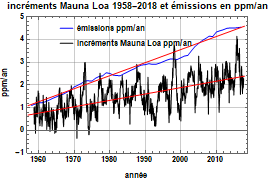 incréments Mauna Loa 1958–2018 et émissions en ppm/an
émissions ppm/an
incréments Mauna Loa ppm/an
ppm/an
5
4
3
2
1
0
−1
1960 1970 1980 1990 2000 2010
année